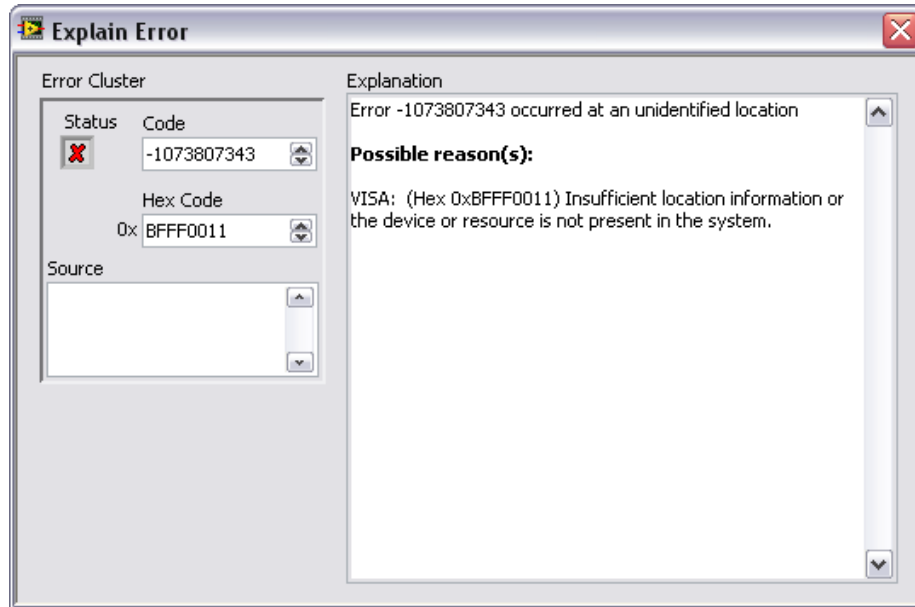 Explain Error
Error Cluster
Status
Code
-1073807343
Hex Code
0x
BFFF0011
Source
Explanation
Error -1073807343 occurred at an unidentified location
Possible reason(s):
VISA:  (Hex 0xBFFF0011) Insufficient location information or
the device or resource is not present in the system.